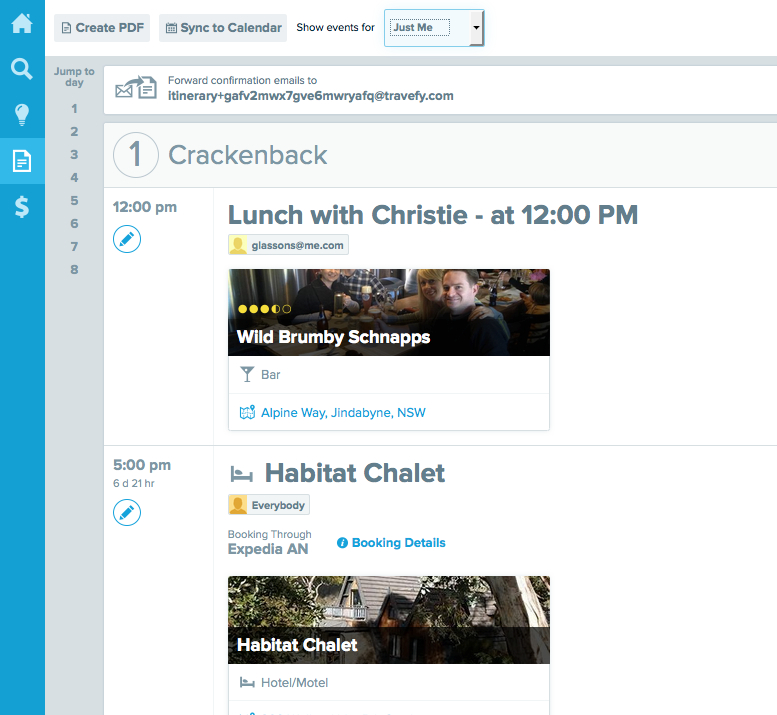 Create PDF
Sync to Calendar
Show events for
Just Me
Jump to
day
1
2
3
4
5
6
7
8
Forward confirmation emails to
itinerary+gafv2mwx7gve6mwryafq@travefy.com
1 Crackenback
12:00 pm
Lunch with Christie - at 12:00 PM
glassons@me.com
Wild Brumby Schnapps
Bar
Alpine Way, Jindabyne, NSW
5:00 pm
6 d 21 hr
Habitat Chalet
Everybody
Booking Through
Expedia AN
Booking Details
Habitat Chalet
Hotel/Motel